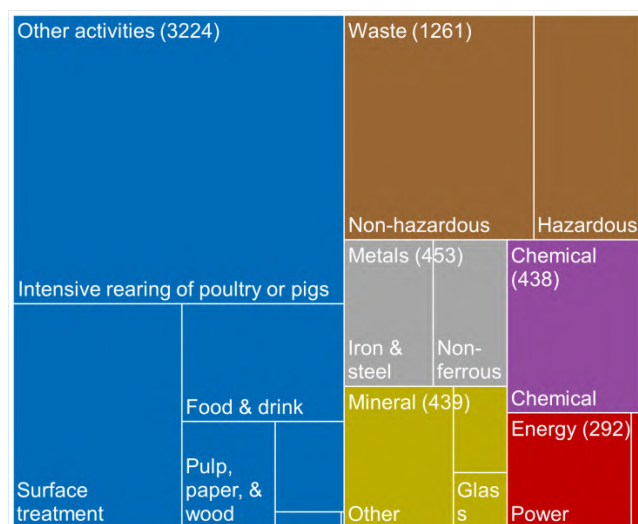 Other activities (3224)
Intensive rearing of poultry or pigs
Surface
treatment
Food & drink
Pulp,
paper, &
wood
Waste (1261)
Non-hazardous
Hazardous
Metals (453)
Iron &
steel
Non-
ferrous
Chemical
(438)
Chemical
Mineral (439)
Other
Glas
s
Energy (292)
Power